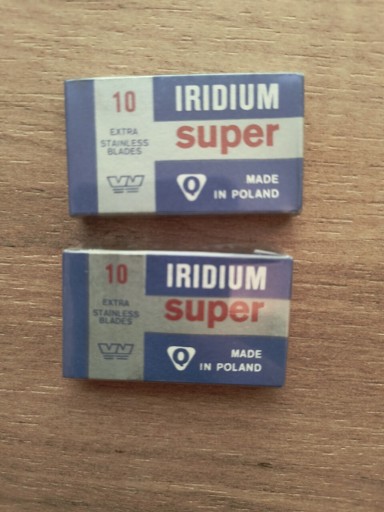 10
EXTRA
STAINLESS
BLADES
IRIDIUM
super
Q
MADE
IN POLAND
10
EXTRA
STAINLESS
BLADES
IRIDIUM
super
Q
MADE
IN POLAND